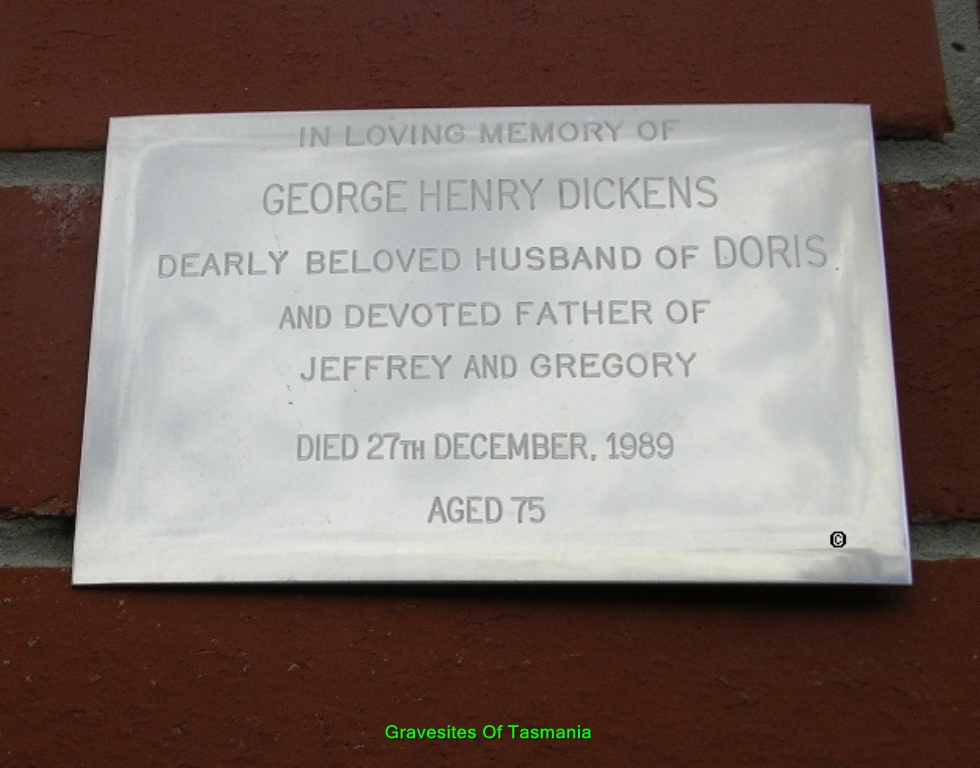 IN LOVING MEMORY OF
GEORGE HENRY DICKENS
DEARLY BELOVED HUSBAND OF DORIS
AND DEVOTED FATHER OF
JEFFREY AND GREGORY
DIED 27TH DECEMBER, 1989
AGED 75
©
Gravesites Of Tasmania